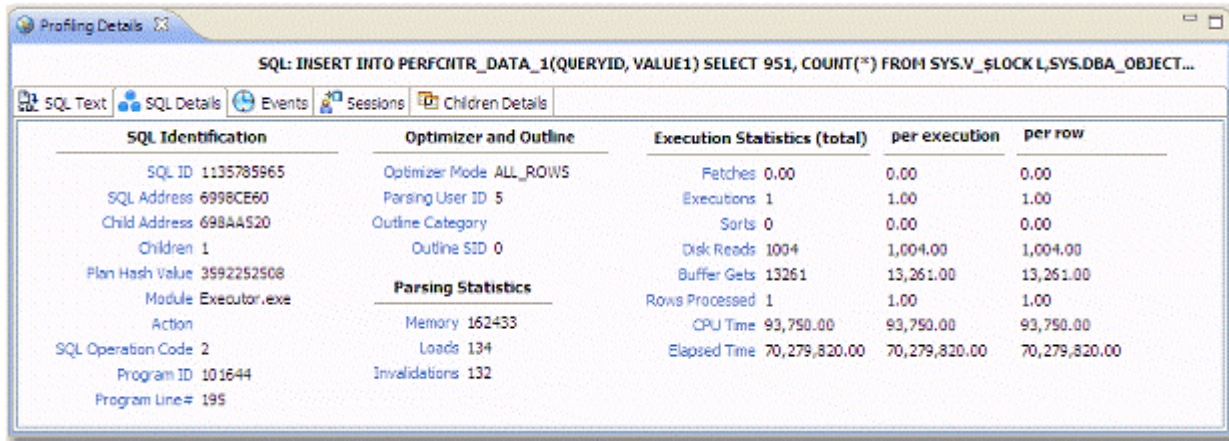 Profiling Details
SQL: INSERT INTO PERFCNTR_DATA_1(QUERYID, VALUE1) SELECT 951, COUNT(*) FROM SYS.V_$LOCK L,SYS.DBA_OBJECT...
SQL Text SQL Details Events Sessions Children Details
SQL Identification
SQL ID 1135785965
SQL Address 6998CE60
Child Address 698AA520
Children 1
Plan Hash Value 3592252508
Module Executor.exe
Action
SQL Operation Code 2
Program ID 101644
Program Line# 195
Optimizer and Outline
Optimizer Mode ALL_ROWS
Parsing User ID 5
Outline Category
Outline SID 0
Parsing Statistics
Memory 162433
Loads 134
Invalidations 132
Execution Statistics (total) per execution per row
Fetches 0.00 0.00 0.00
Executions 1 1.00 1.00
Sorts 0 0.00 0.00
Disk Reads 1004 1,004.00 1,004.00
Buffer Gets 13261 13,261.00 13,261.00
Rows Processed 1 1.00 1.00
CPU Time 93,750.00 93,750.00 93,750.00
Elapsed Time 70,279,820.00 70,279,820.00 70,279,820.00